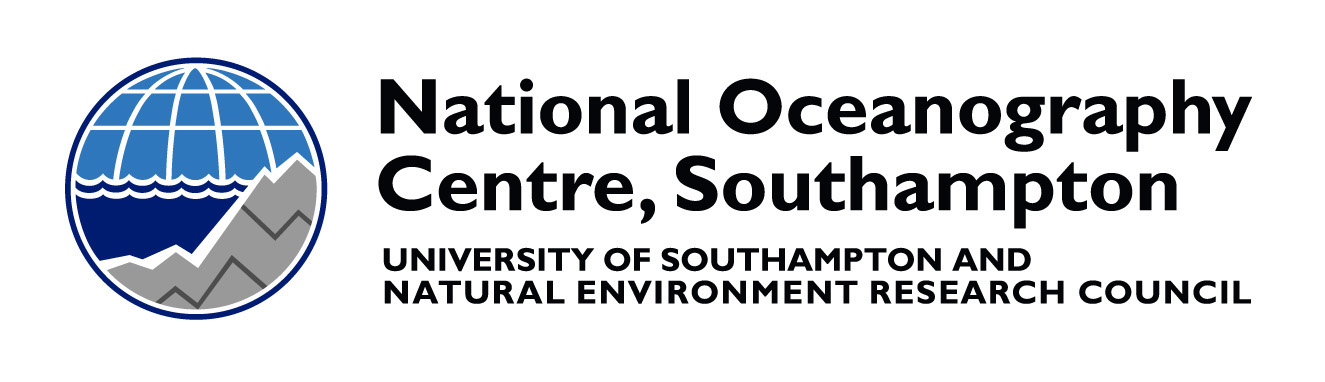 National Oceanography
Centre, Southampton
UNIVERSITY OF SOUTHAMPTON AND
NATURAL ENVIRONMENT RESEARCH COUNCIL